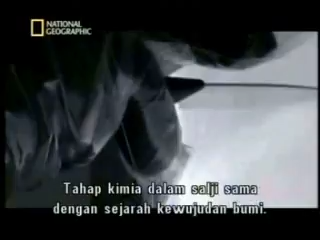 NATIONAL
GEOGRAPHIC
Tahap kimia dalam salji sama
dengan sejarah kewujudan bumi.